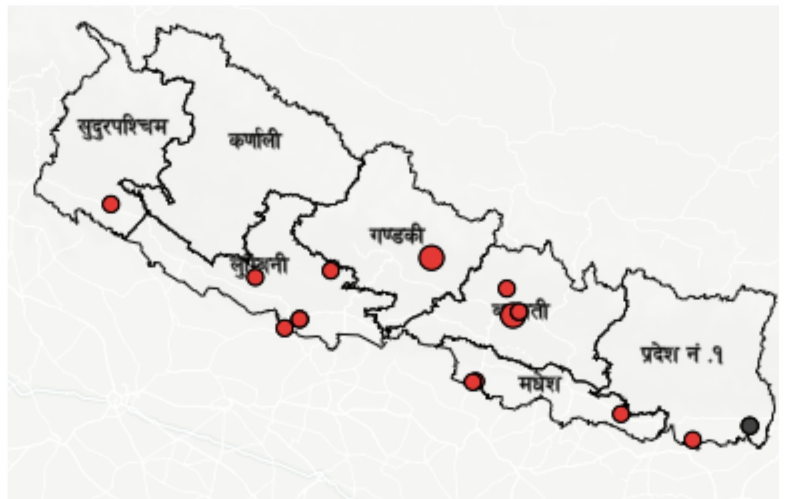 सुदुरपश्चिम
कर्णाली
गण्डकी
प्रदेश नं .१
मधेश